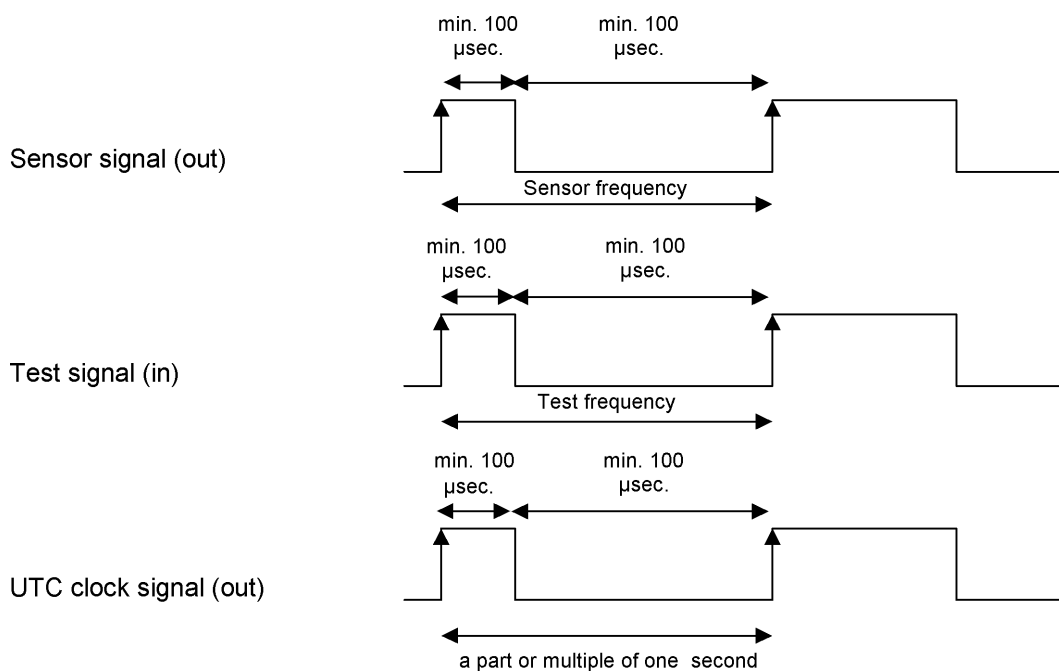 min. 100
µsec.
min. 100
µsec.
Sensor signal (out)
Sensor frequency
min. 100
µsec.
min. 100
µsec.
Test signal (in)
Test frequency
min. 100
µsec.
min. 100
µsec.
UTC clock signal (out)
a part or multiple of one second